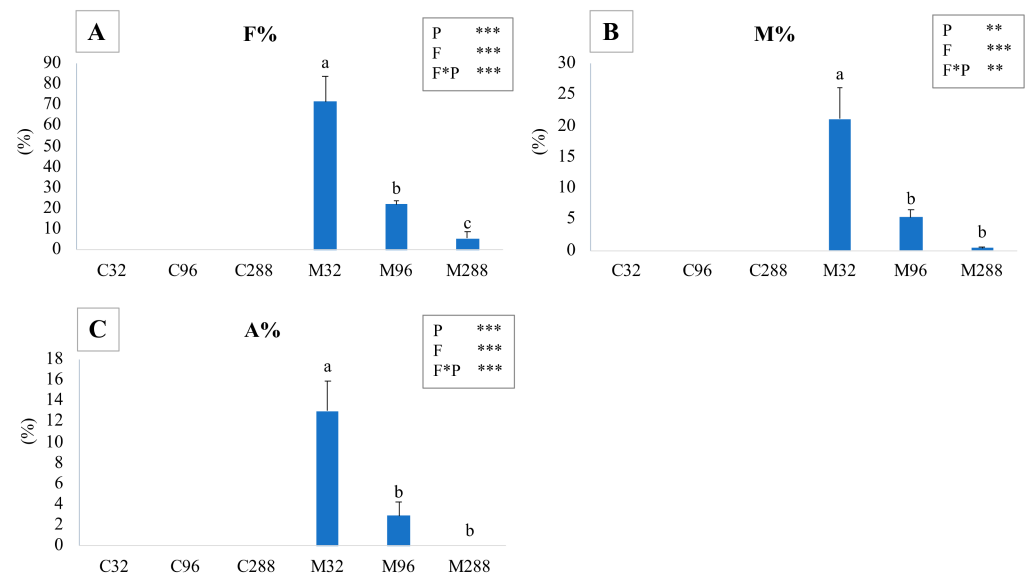 A
F%
P ***
F ***
F*P ***
(%)
90
80
70
60
50
40
30
20
10
0
a
b
c
C32 C96 C288 M32 M96 M288
B
M%
P **
F ***
F*P **
(%)
30
25
20
15
10
5
0
a
b
b
C32 C96 C288 M32 M96 M288
C
A%
P ***
F ***
F*P ***
(%)
18
16
14
12
10
8
6
4
2
0
a
b
b
C32 C96 C288 M32 M96 M288